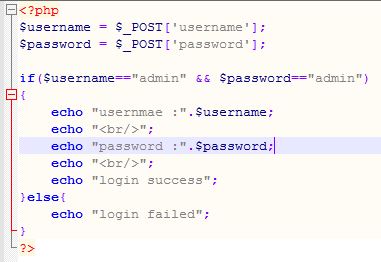 <?php
$username = $_POST['username'];
$password = $_POST['password'];
if($username=="admin" && $password=="admin")
{
echo "usernmae :".$username;
echo "<br/>";
echo "password :".$password;
echo "<br/>";
echo "login success";
}else{
echo "login failed";
}
?>